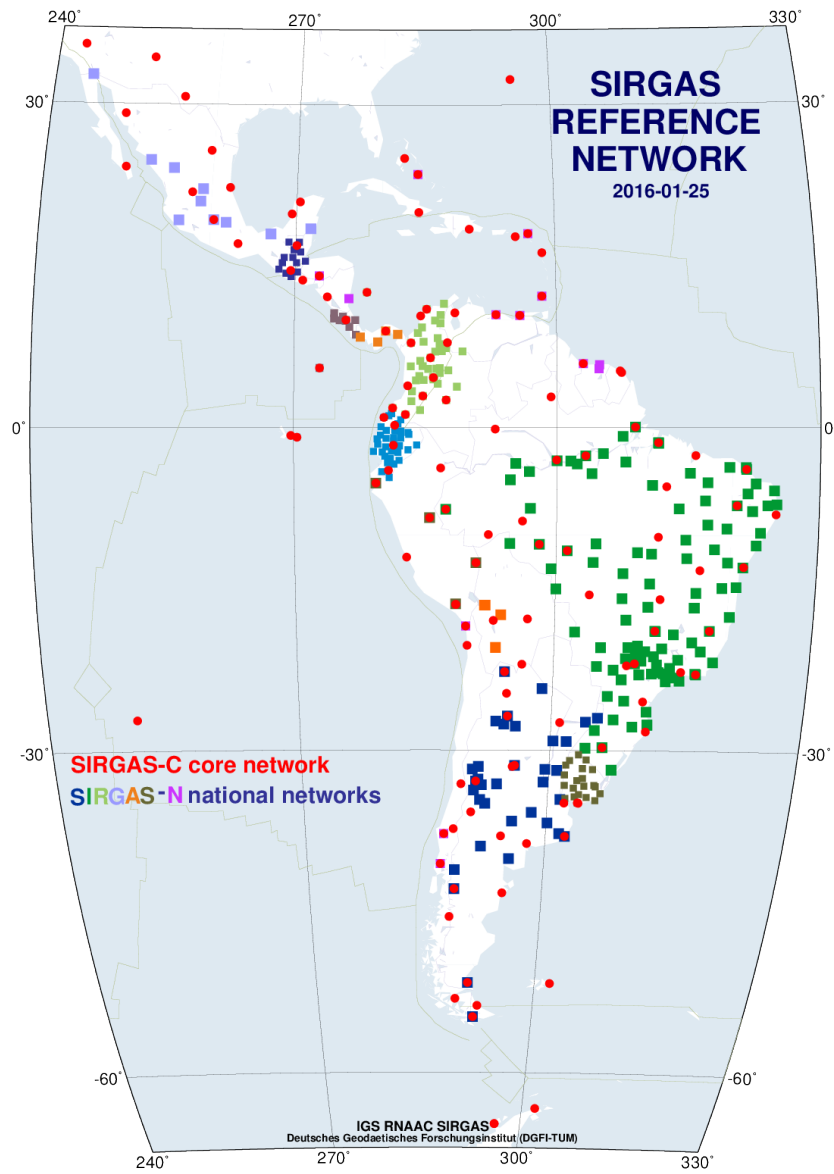 240° 270° 300° 330°
30° 30°
SIRGAS
REFERENCE
NETWORK
2016-01-25
0° 0°
-30° -30°
SIRGAS-C core network
SIRGAS-N national networks
-60° -60°
IGS RNAAC SIRGAS
Deutsches Geodaetisches Forschungsinstitut (DGFI-TUM)
240° 270° 300° 330°